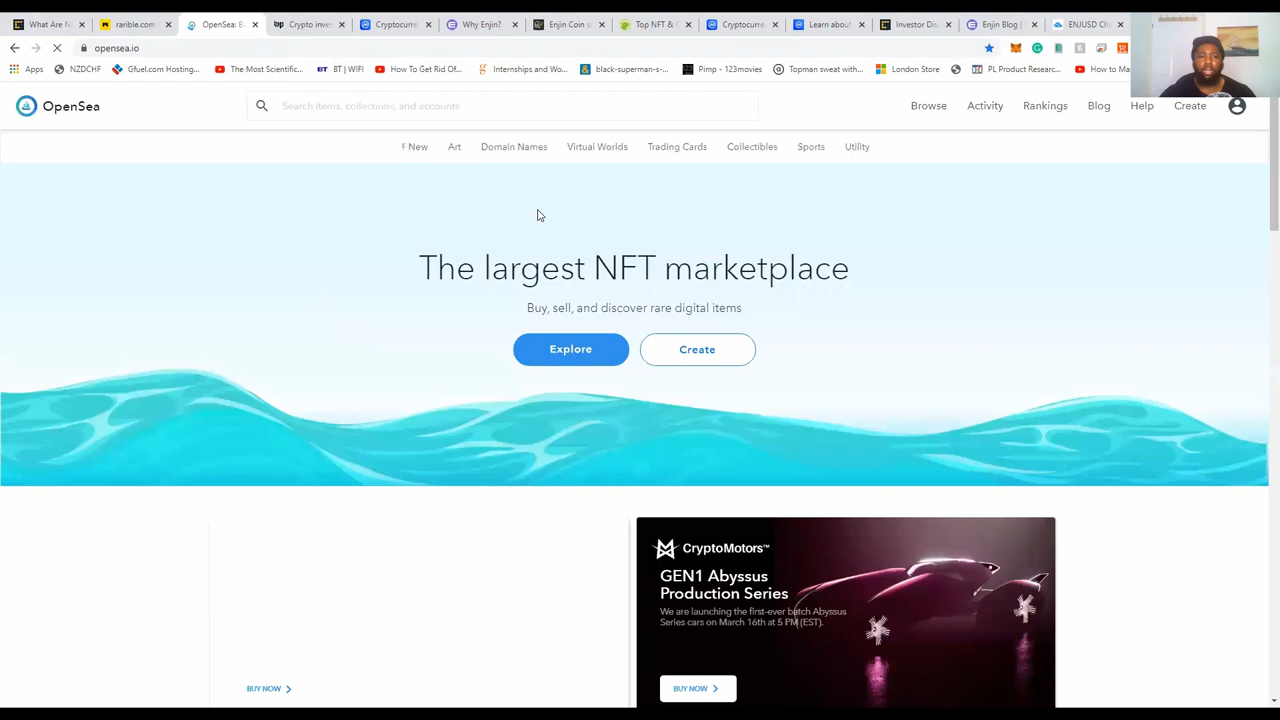 What Are N
rarible.com
OpenSea: B
Crypto inves
Cryptocurre
Why Enjin?
Enjin Coin
Top NFT &
Cryptocurre
Learn about
Investor Dis
Enjin Blog |
ENJUSD Cha
opensea.io
Apps
NZDCHF
Gfuel.com Hosting...
The Most Scientific...
BT | WIFI
How To Get Rid Of...
Internships and Wo...
black-superman-s-...
Pimp - 123movies
Topman sweat with...
London Store
PL Product Researc...
How to Ma
OpenSea
Search items, collections, and accounts
Browse
Activity
Rankings
Blog
Help
Create
New
Art
Domain Names
Virtual Worlds
Trading Cards
Collectibles
Sports
Utility
The largest NFT marketplace
Buy, sell, and discover rare digital items
Explore
Create
CryptoMotors™
GEN1 Abyssus
Production Series
We are launching the first-ever batch Abyssus
Series cars on March 16th at 5 PM (EST).
BUY NOW
BUY NOW